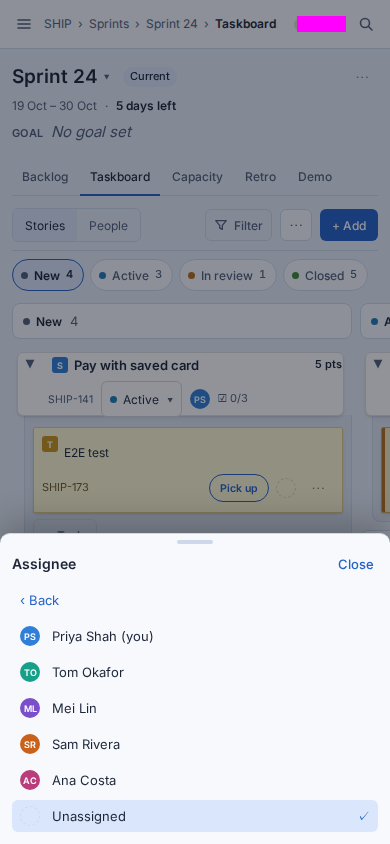 SHIP › Sprints › Sprint 24 › Taskboard
Sprint 24 ▾ Current ···
19 Oct – 30 Oct · 5 days left
GOAL No goal set
Backlog Taskboard Capacity Retro Demo
Stories People Filter ··· + Add
New 4 Active 3 In review 1 Closed 5
New 4 A
S Pay with saved card 5 pts
SHIP-141 Active ▾ PS ☑ 0/3
T E2E test
SHIP-173 Pick up ···
Assignee Close
‹ Back
PS Priya Shah (you)
TO Tom Okafor
ML Mei Lin
SR Sam Rivera
AC Ana Costa
Unassigned ✓